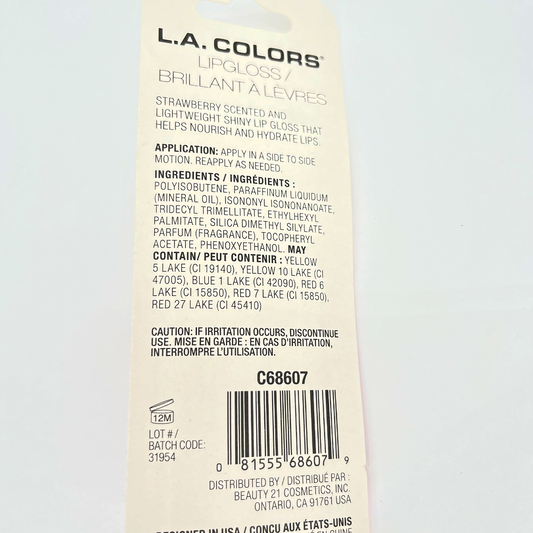 L.A. COLORS®
LIPGLOSS /
BRILLANT À LÈVRES
STRAWBERRY SCENTED AND
LIGHTWEIGHT SHINY LIP GLOSS THAT
HELPS NOURISH AND HYDRATE LIPS.
APPLICATION: APPLY IN A SIDE TO SIDE
MOTION. REAPPLY AS NEEDED.
INGREDIENTS / INGRÉDIENTS :
POLYISOBUTENE, PARAFFINUM LIQUIDUM
(MINERAL OIL), ISONONYL ISONONANOATE,
TRIDECYL TRIMELLITATE, ETHYLHEXYL
PALMITATE, SILICA DIMETHYL SILYLATE,
PARFUM (FRAGRANCE), TOCOPHERYL
ACETATE, PHENOXYETHANOL. MAY
CONTAIN/ PEUT CONTENIR : YELLOW
5 LAKE (CI 19140), YELLOW 10 LAKE (CI
47005), BLUE 1 LAKE (CI 42090), RED 6
LAKE (CI 15850), RED 7 LAKE (CI 15850),
RED 27 LAKE (CI 45410)
CAUTION: IF IRRITATION OCCURS, DISCONTINUE
USE. MISE EN GARDE : EN CAS D'IRRITATION,
INTERROMPRE L'UTILISATION.
C68607
12M
LOT # /
BATCH CODE:
31954
0 81555 68607 9
DISTRIBUTED BY / DISTRIBUÉ PAR :
BEAUTY 21 COSMETICS, INC.
ONTARIO, CA 91761 USA
DESIGNED IN USA / CONÇU AUX ÉTATS-UNIS